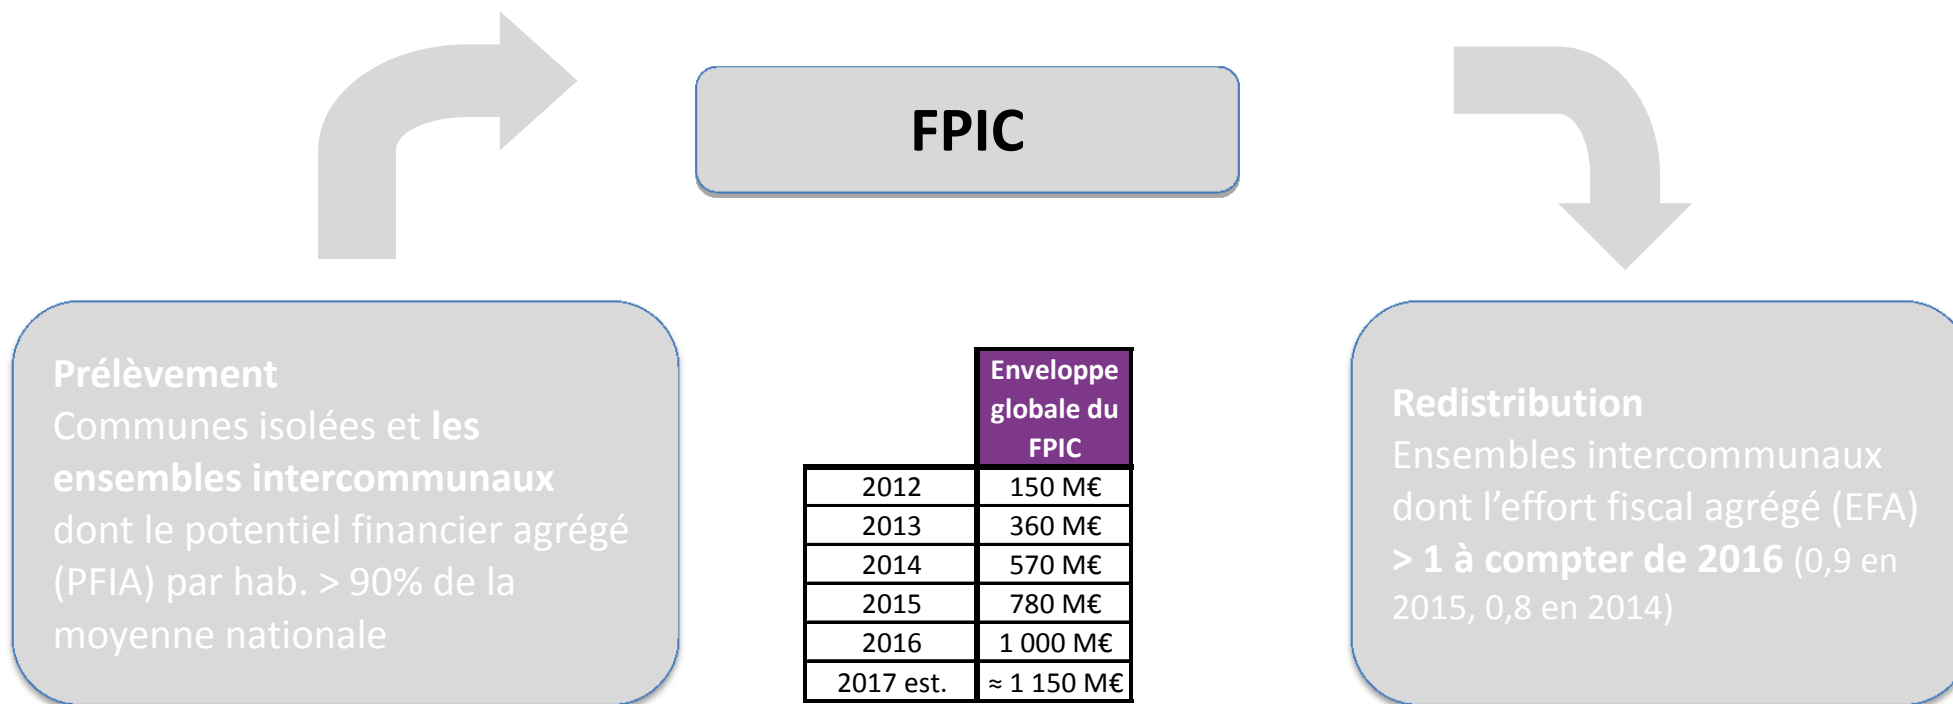 FPIC
Prélèvement
Communes isolées et les
ensembles intercommunaux
dont le potentiel financier agrégé
(PFIA) par hab. > 90% de la
moyenne nationale
Enveloppe
globale du
FPIC
2012 150 M€
2013 360 M€
2014 570 M€
2015 780 M€
2016 1 000 M€
2017 est. ≈ 1 150 M€
Redistribution
Ensembles intercommunaux
dont l’effort fiscal agrégé (EFA)
> 1 à compter de 2016 (0,9 en
2015, 0,8 en 2014)